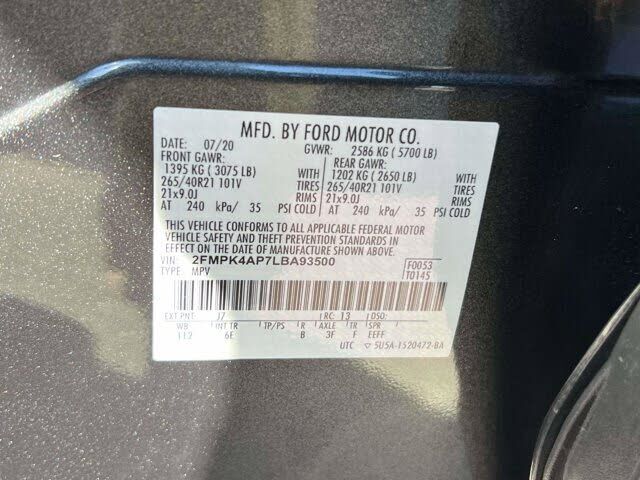 MFD. BY FORD MOTOR CO.
DATE: 07/20 GVWR: 2586 KG ( 5700 LB)
FRONT GAWR: REAR GAWR:
1395 KG ( 3075 LB) WITH 1202 KG ( 2650 LB) WITH
265/40R21 101V TIRES 265/40R21 101V TIRES
21x9.0J RIMS 21x9.0J RIMS
AT 240 kPa/ 35 PSI COLD AT 240 kPa/ 35 PSI COLD
THIS VEHICLE CONFORMS TO ALL APPLICABLE FEDERAL MOTOR
VEHICLE SAFETY AND THEFT PREVENTION STANDARDS IN
EFFECT ON THE DATE OF MANUFACTURE SHOWN ABOVE.
VIN: 2FMPK4AP7LBA93500 F0053
TYPE: MPV T0145
EXT PNT: J7 RC: 13 DSO:
WB INT TR TP/PS R AXLE TR SPR
112 6E B 3F F EEFF
UTC ▽ 5U5A-1520472-BA